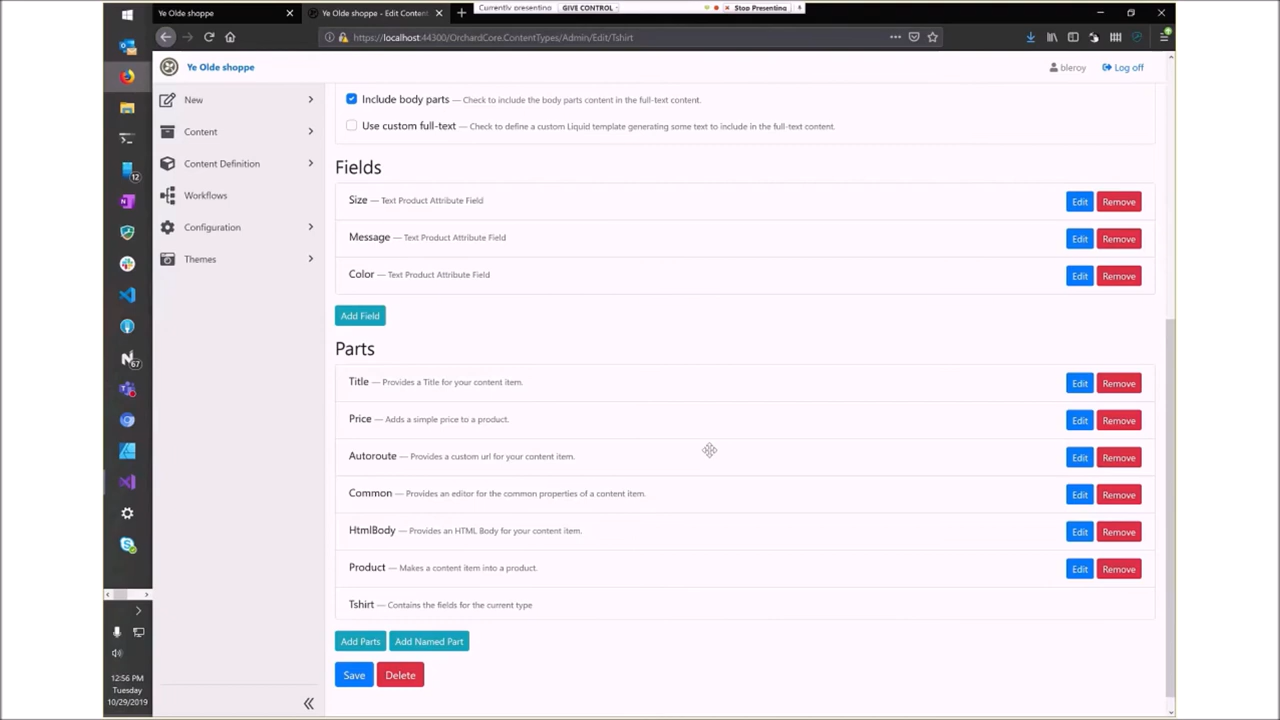 Ye Olde shoppe
Ye Olde shoppe - Edit Content
Currently presenting
GIVE CONTROL
Stop Presenting
https://localhost:44300/OrchardCore.ContentTypes/Admin/Edit/Tshirt
Ye Olde shoppe
bleroy
Log off
New
Content
Content Definition
Workflows
Configuration
Themes
Include body parts — Check to include the body parts content in the full-text content.
Use custom full-text — Check to define a custom Liquid template generating some text to include in the full-text content.
Fields
Size — Text Product Attribute Field
Edit Remove
Message — Text Product Attribute Field
Edit Remove
Color — Text Product Attribute Field
Edit Remove
Add Field
Parts
Title — Provides a Title for your content item.
Edit Remove
Price — Adds a simple price to a product.
Edit Remove
Autoroute — Provides a custom url for your content item.
Edit Remove
Common — Provides an editor for the common properties of a content item.
Edit Remove
HtmlBody — Provides an HTML Body for your content item.
Edit Remove
Product — Makes a content item into a product.
Edit Remove
Tshirt — Contains the fields for the current type
Add Parts Add Named Part
Save Delete
12
67
12:56 PM
Tuesday
10/29/2019